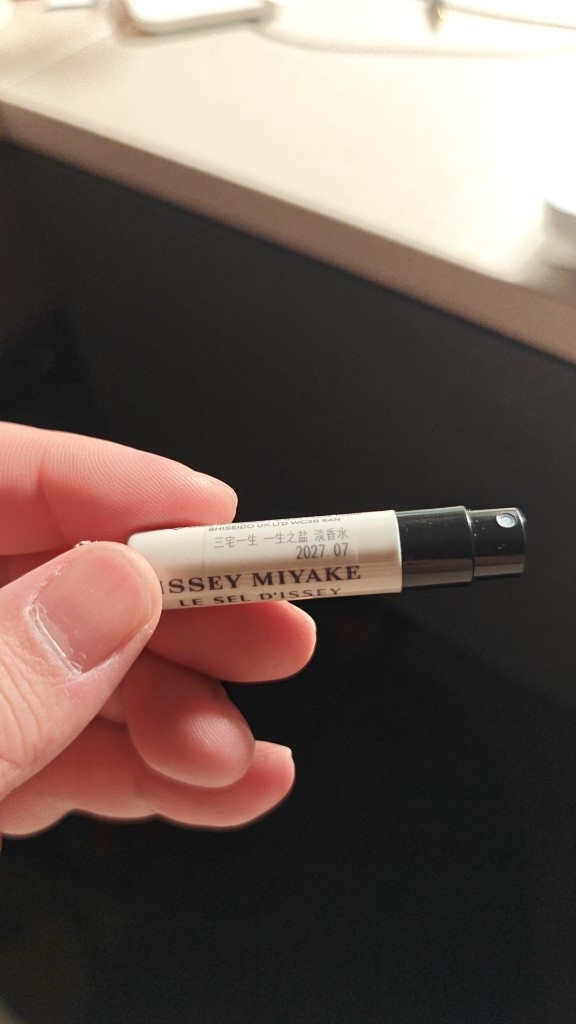 SHISEIDO UK LTD WC2B 5AN
三宅一生 一生之盐 淡香水
2027.07
ISSEY MIYAKE
LE SEL D'ISSEY